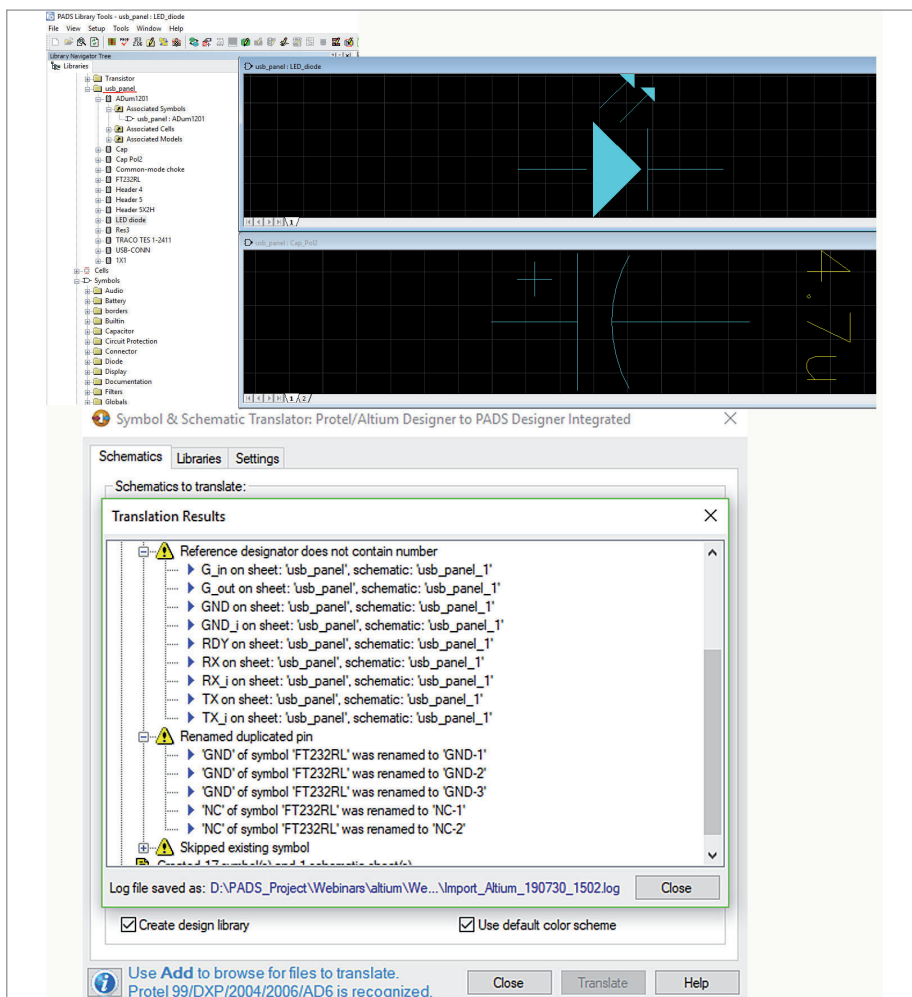 PADS Library Tools - usb_panel : LED_diode
File View Setup Tools Window Help
Library Navigator Tree
Libraries
Transistor
usb_panel
ADum1201
Associated Symbols
usb_panel : ADum1201
Associated Cells
Associated Models
Cap
Cap Pol2
Common-mode choke
FT232RL
Header 4
Header 5
Header 5X2H
LED diode
Res3
TRACO TES 1-2411
USB-CONN
1X1
Cells
Symbols
Audio
Battery
borders
Builtin
Capacitor
Circuit Protection
Connector
Diode
Display
Documentation
Filters
Globals
usb_panel : LED_diode
1
usb_panel : Cap_Pol2
1 / 2
Symbol & Schematic Translator: Protel/Altium Designer to PADS Designer Integrated
Schematics Libraries Settings
Schematics to translate:
Translation Results
Reference designator does not contain number
G_in on sheet: 'usb_panel', schematic: 'usb_panel_1'
G_out on sheet: 'usb_panel', schematic: 'usb_panel_1'
GND on sheet: 'usb_panel', schematic: 'usb_panel_1'
GND_i on sheet: 'usb_panel', schematic: 'usb_panel_1'
RDY on sheet: 'usb_panel', schematic: 'usb_panel_1'
RX on sheet: 'usb_panel', schematic: 'usb_panel_1'
RX_i on sheet: 'usb_panel', schematic: 'usb_panel_1'
TX on sheet: 'usb_panel', schematic: 'usb_panel_1'
TX_i on sheet: 'usb_panel', schematic: 'usb_panel_1'
Renamed duplicated pin
'GND' of symbol 'FT232RL' was renamed to 'GND-1'
'GND' of symbol 'FT232RL' was renamed to 'GND-2'
'GND' of symbol 'FT232RL' was renamed to 'GND-3'
'NC' of symbol 'FT232RL' was renamed to 'NC-1'
'NC' of symbol 'FT232RL' was renamed to 'NC-2'
Skipped existing symbol
Created 17 symbol(s) and 1 schematic sheet(s)
Log file saved as: D:\PADS_Project\Webinars\altium\We...\Import_Altium_190730_1502.log Close
Create design library Use default color scheme
Use Add to browse for files to translate.
Protel 99/DXP/2004/2006/AD6 is recognized.
Close Translate Help